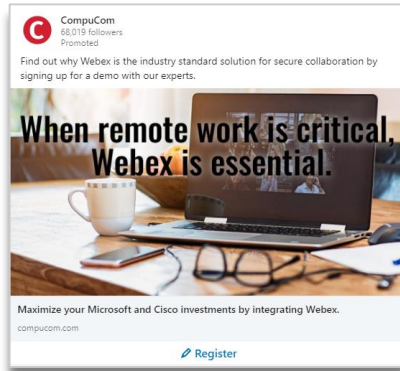 CompuCom
68,019 followers
Promoted
Find out why Webex is the industry standard solution for secure collaboration by
signing up for a demo with our experts.
When remote work is critical,
Webex is essential.
Maximize your Microsoft and Cisco investments by integrating Webex.
compucom.com
Register